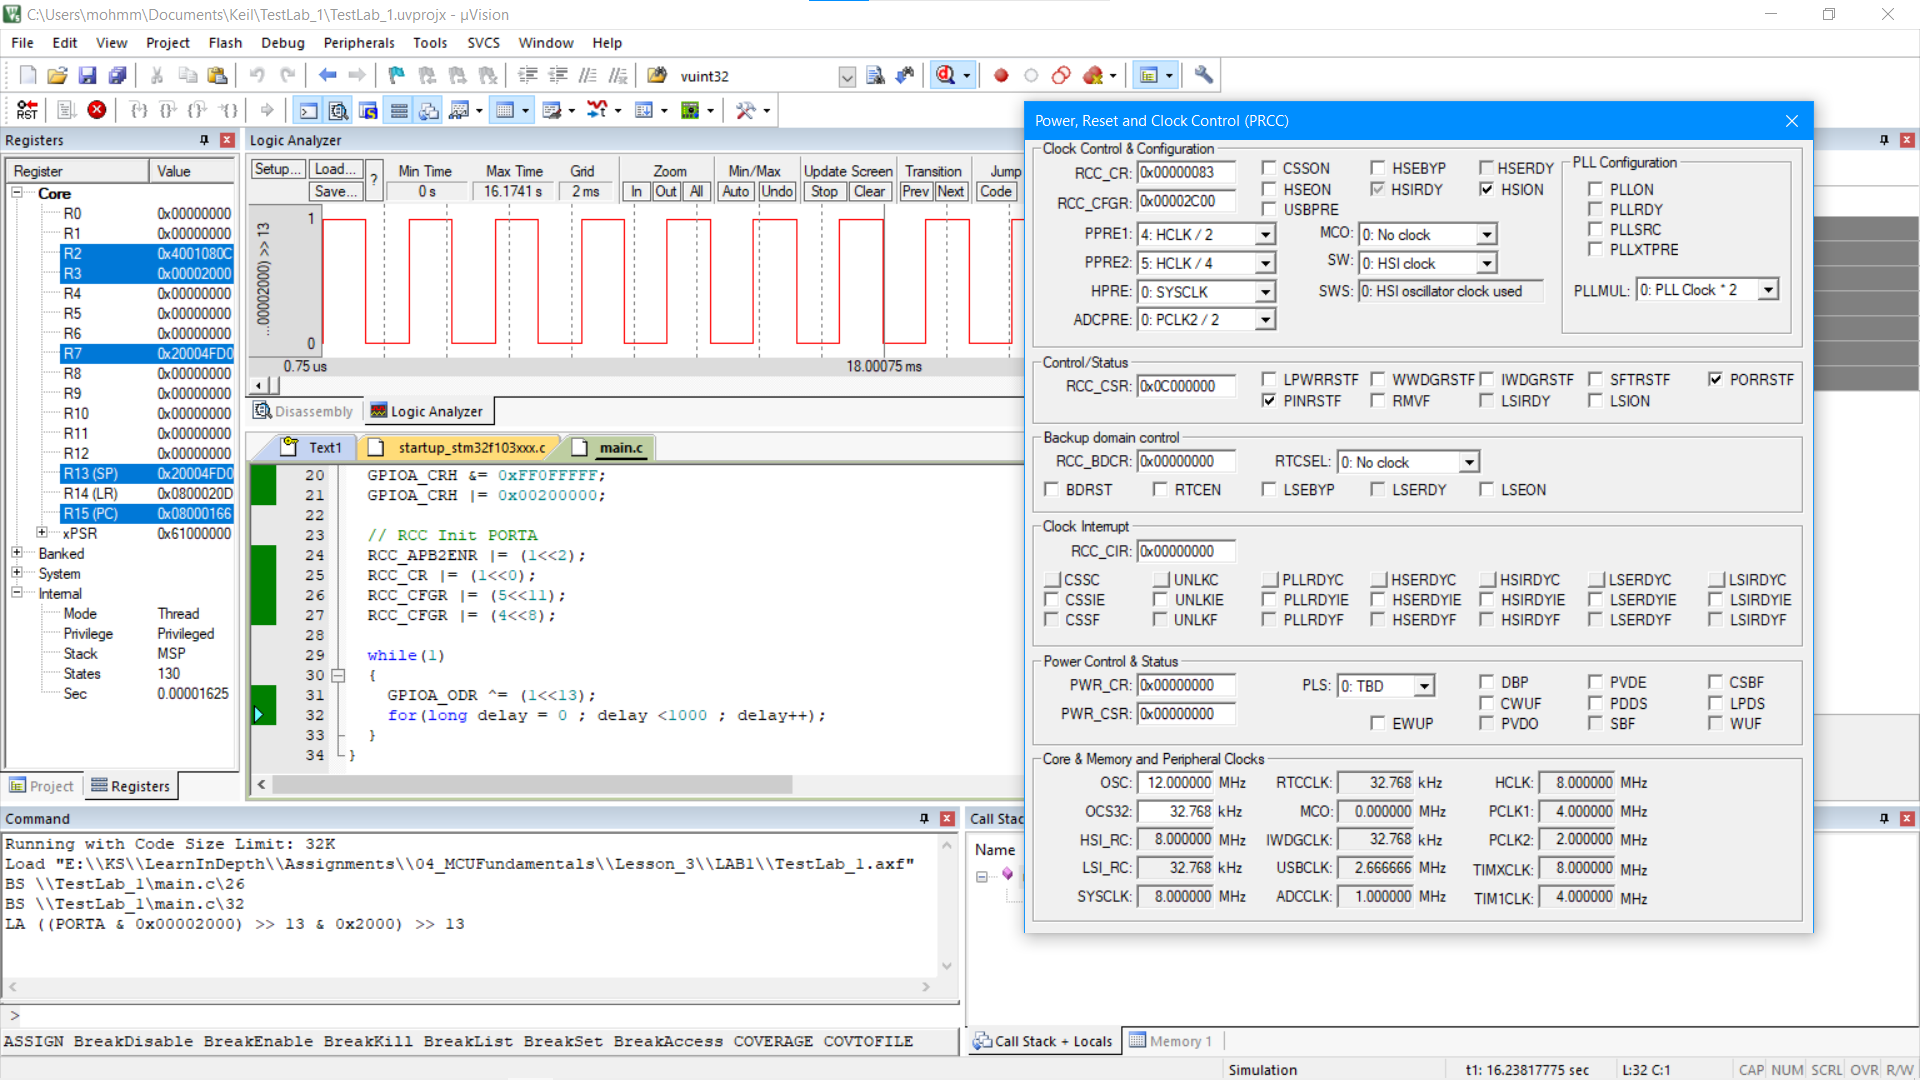 C:\Users\mohmm\Documents\Keil\TestLab_1\TestLab_1.uvprojx - µVision
File Edit View Project Flash Debug Peripherals Tools SVCS Window Help
vuint32
RST
Registers
Register Value
Core
R0 0x00000000
R1 0x00000000
R2 0x4001080C
R3 0x00002000
R4 0x00000000
R5 0x00000000
R6 0x00000000
R7 0x20004FD0
R8 0x00000000
R9 0x00000000
R10 0x00000000
R11 0x00000000
R12 0x00000000
R13 (SP) 0x20004FD0
R14 (LR) 0x0800020D
R15 (PC) 0x08000166
xPSR 0x61000000
Banked
System
Internal
Mode Thread
Privilege Privileged
Stack MSP
States 130
Sec 0.00001625
Project Registers
Logic Analyzer
Setup... Load... Save... ?
Min Time Max Time Grid Zoom Min/Max Update Screen Transition Jump
0 s 16.1741 s 2 ms In Out All Auto Undo Stop Clear Prev Next Code
...00002000) >> 13
1
0
0.75 us 18.00075 ms
Disassembly Logic Analyzer
Text1 startup_stm32f103xxx.c main.c
20 GPIOA_CRH &= 0xFF0FFFFF;
21 GPIOA_CRH |= 0x00200000;
22
23 // RCC Init PORTA
24 RCC_APB2ENR |= (1<<2);
25 RCC_CR |= (1<<0);
26 RCC_CFGR |= (5<<11);
27 RCC_CFGR |= (4<<8);
28
29 while(1)
30 {
31 GPIOA_ODR ^= (1<<13);
32 for(long delay = 0 ; delay <1000 ; delay++);
33 }
34 }
Power, Reset and Clock Control (PRCC)
Clock Control & Configuration
RCC_CR: 0x00000083 CSSON HSEBYP HSERDY
HSEON HSIRDY HSION
RCC_CFGR: 0x00002C00 USBPRE
PPRE1: 4: HCLK / 2 MCO: 0: No clock
PPRE2: 5: HCLK / 4 SW: 0: HSI clock
HPRE: 0: SYSCLK SWS: 0: HSI oscillator clock used
ADCPRE: 0: PCLK2 / 2
PLL Configuration
PLLON
PLLRDY
PLLSRC
PLLXTPRE
PLLMUL: 0: PLL Clock * 2
Control/Status
RCC_CSR: 0x0C000000 LPWRRSTF WWDGRSTF IWDGRSTF SFTRSTF PORRSTF
PINRSTF RMVF LSIRDY LSION
Backup domain control
RCC_BDCR: 0x00000000 RTCSEL: 0: No clock
BDRST RTCEN LSEBYP LSERDY LSEON
Clock Interrupt
RCC_CIR: 0x00000000
CSSC UNLKC PLLRDYC HSERDYC HSIRDYC LSERDYC LSIRDYC
CSSIE UNLKIE PLLRDYIE HSERDYIE HSIRDYIE LSERDYIE LSIRDYIE
CSSF UNLKF PLLRDYF HSERDYF HSIRDYF LSERDYF LSIRDYF
Power Control & Status
PWR_CR: 0x00000000 PLS: 0: TBD DBP PVDE CSBF
CWUF PDDS LPDS
PWR_CSR: 0x00000000 EWUP PVDO SBF WUF
Core & Memory and Peripheral Clocks
OSC: 12.000000 MHz RTCCLK: 32.768 kHz HCLK: 8.000000 MHz
OCS32: 32.768 kHz MCO: 0.000000 MHz PCLK1: 4.000000 MHz
HSI_RC: 8.000000 MHz IWDGCLK: 32.768 kHz PCLK2: 2.000000 MHz
LSI_RC: 32.768 kHz USBCLK: 2.666666 MHz TIMXCLK: 8.000000 MHz
SYSCLK: 8.000000 MHz ADCCLK: 1.000000 MHz TIM1CLK: 4.000000 MHz
Command
Running with Code Size Limit: 32K
Load "E:\\KS\\LearnInDepth\\Assignments\\04_MCUFundamentals\\Lesson_3\\LAB1\\TestLab_1.axf"
BS \\TestLab_1\main.c\26
BS \\TestLab_1\main.c\32
LA ((PORTA & 0x00002000) >> 13 & 0x2000) >> 13
>
ASSIGN BreakDisable BreakEnable BreakKill BreakList BreakSet BreakAccess COVERAGE COVTOFILE
Call Stac
Name
Call Stack + Locals Memory 1
Simulation t1: 16.23817775 sec L:32 C:1 CAP NUM SCRL OVR R/W